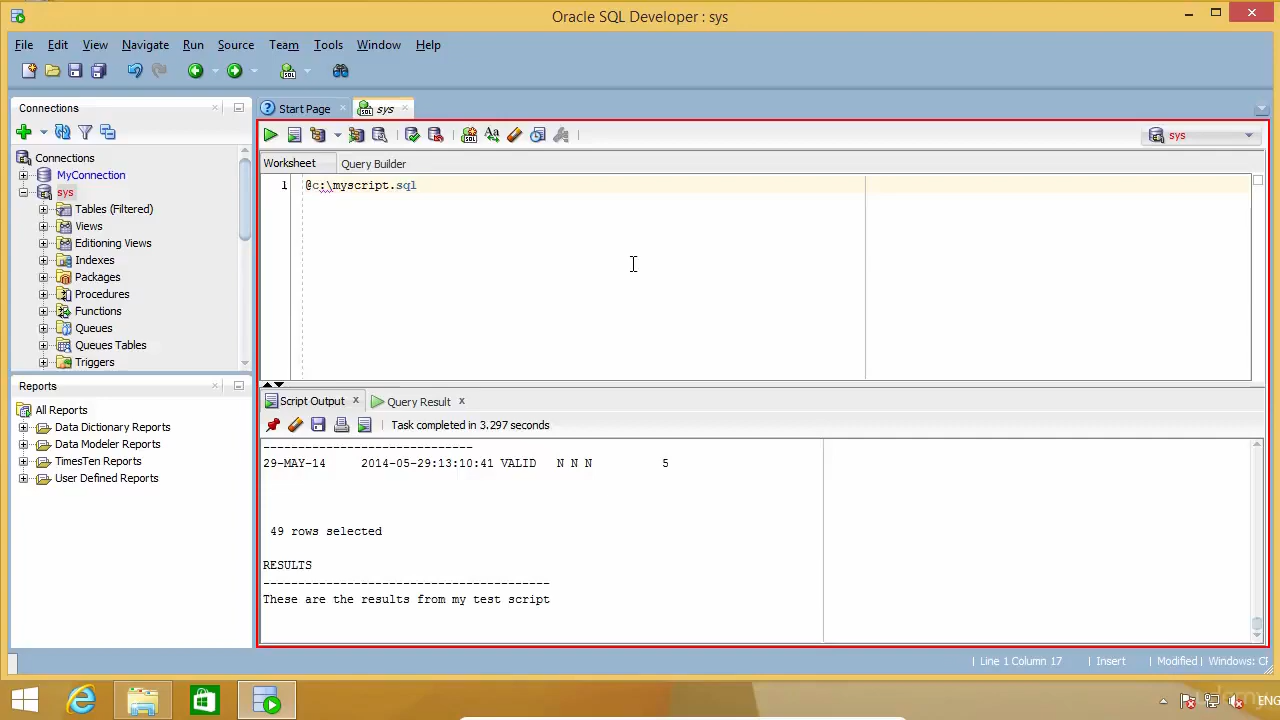 Oracle SQL Developer : sys
File Edit View Navigate Run Source Team Tools Window Help
Connections
Start Page
sys
sys
Worksheet
Query Builder
Connections
MyConnection
sys
Tables (Filtered)
Views
Editioning Views
Indexes
Packages
Procedures
Functions
Queues
Queues Tables
Triggers
1 @c:\myscript.sql
Reports
All Reports
Data Dictionary Reports
Data Modeler Reports
TimesTen Reports
User Defined Reports
Script Output
Query Result
Task completed in 3.297 seconds
------------------------------
29-MAY-14 2014-05-29:13:10:41 VALID N N N 5
49 rows selected
RESULTS
-----------------------------------------
These are the results from my test script
Line 1 Column 17 Insert Modified Windows: CF
ENG